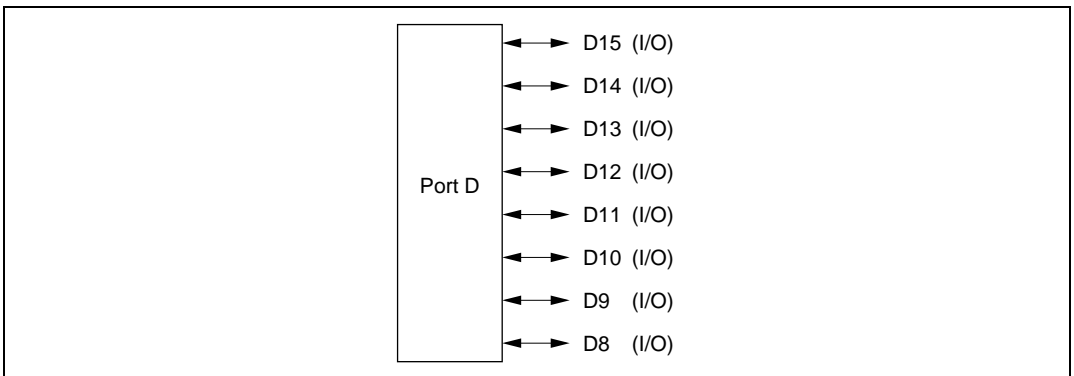 D15 (I/O)
D14 (I/O)
D13 (I/O)
D12 (I/O)
Port D
D11 (I/O)
D10 (I/O)
D9 (I/O)
D8 (I/O)